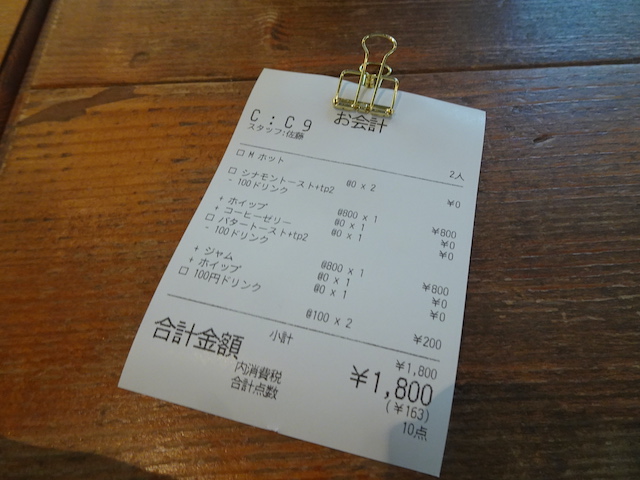 お会計
C:C9
スタッフ:佐藤
2人
□ M ホット
@0 x 2 ¥0
□ シナモントースト+tp2
- 100ドリンク
@800 x 1 ¥800
+ ホイップ @0 x 1 ¥0
+ コーヒーゼリー @0 x 1 ¥0
□ バタートースト+tp2
- 100ドリンク
@800 x 1 ¥800
+ ジャム @0 x 1 ¥0
+ ホイップ @0 x 1 ¥0
□ 100円ドリンク
@100 x 2 ¥200
小計 ¥1,800
合計金額 ¥1,800
内消費税 (¥163)
合計点数 10点